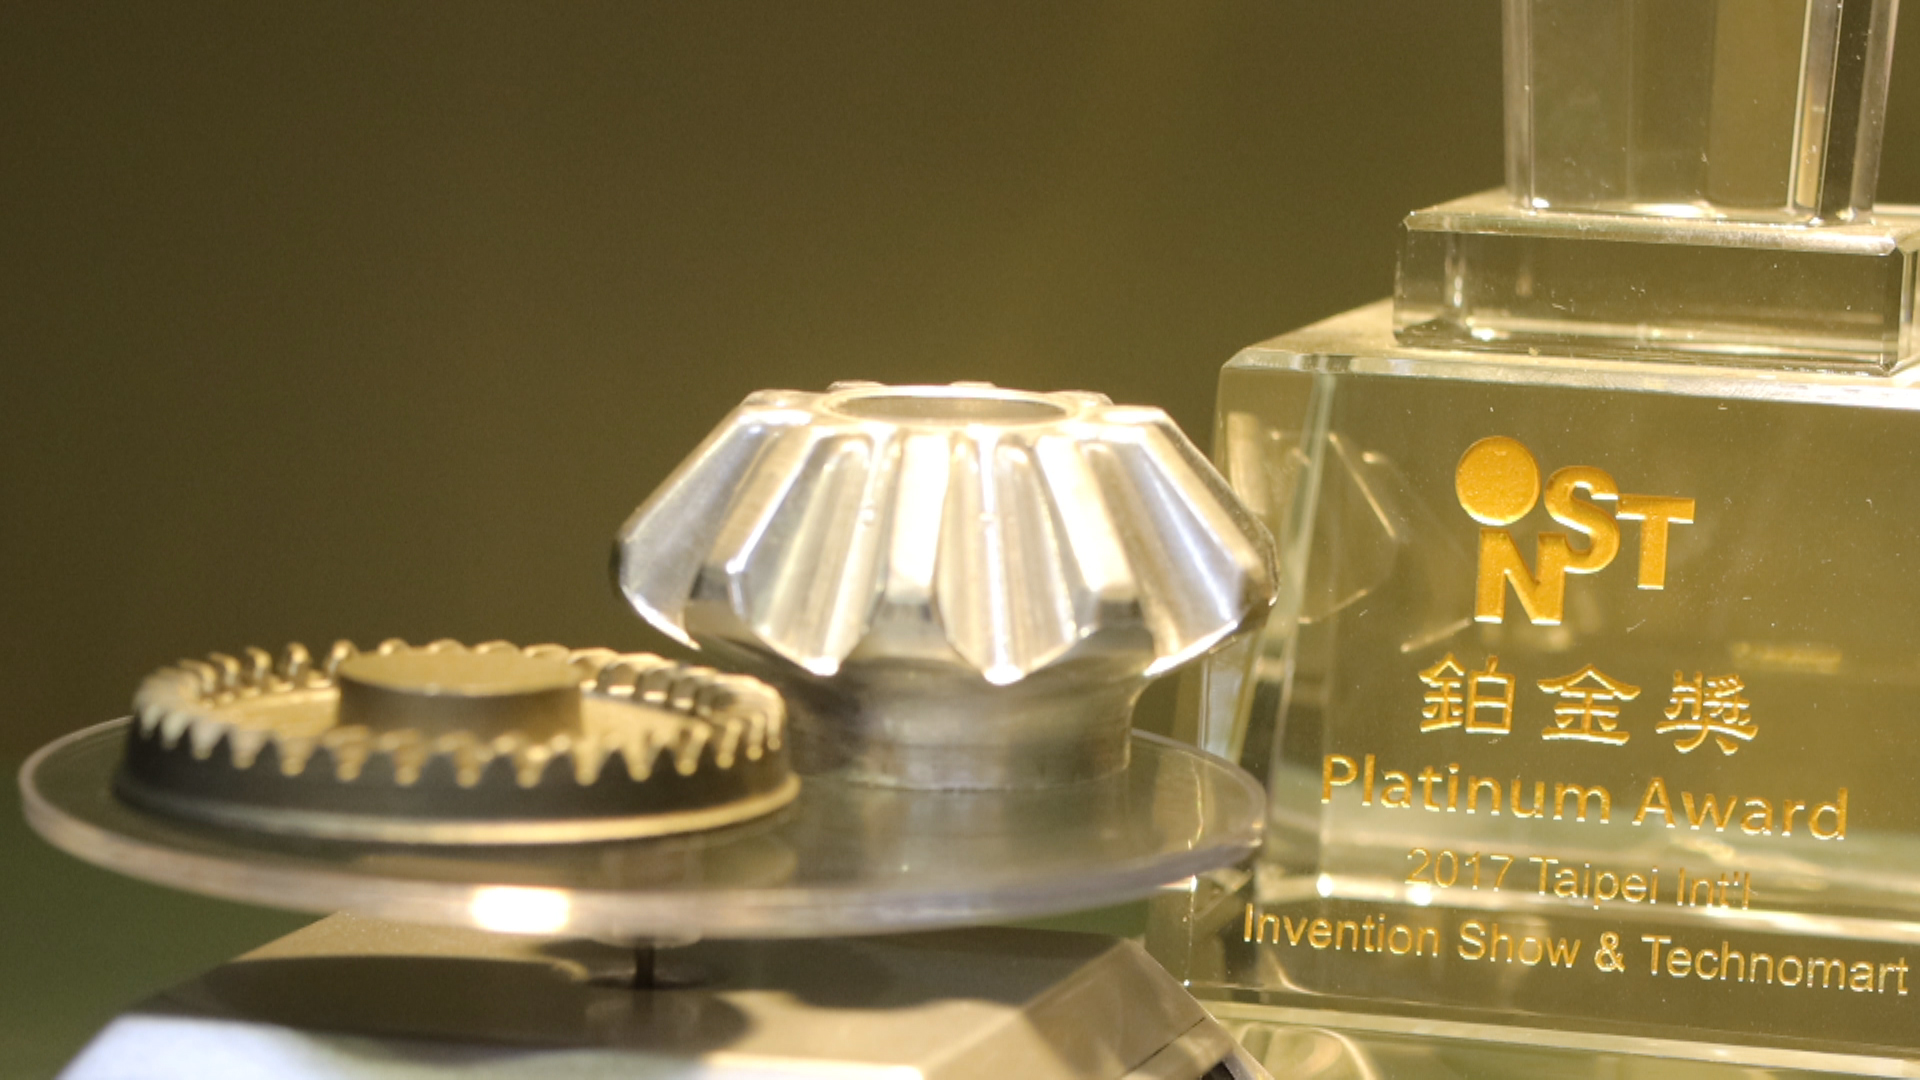 iNST
鉑金獎
Platinum Award
2017 Taipei Int'l
Invention Show & Technomart